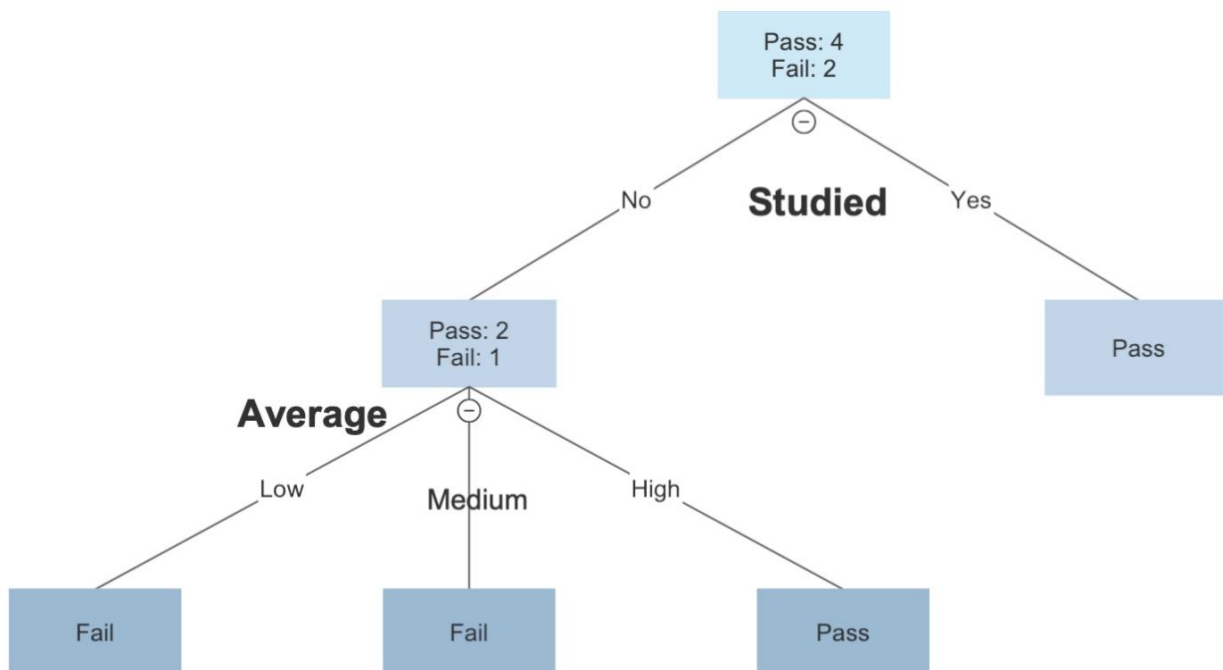 Pass: 4
Fail: 2
No
Studied
Yes
Pass: 2
Fail: 1
Pass
Average
Low
Medium
High
Fail
Fail
Pass